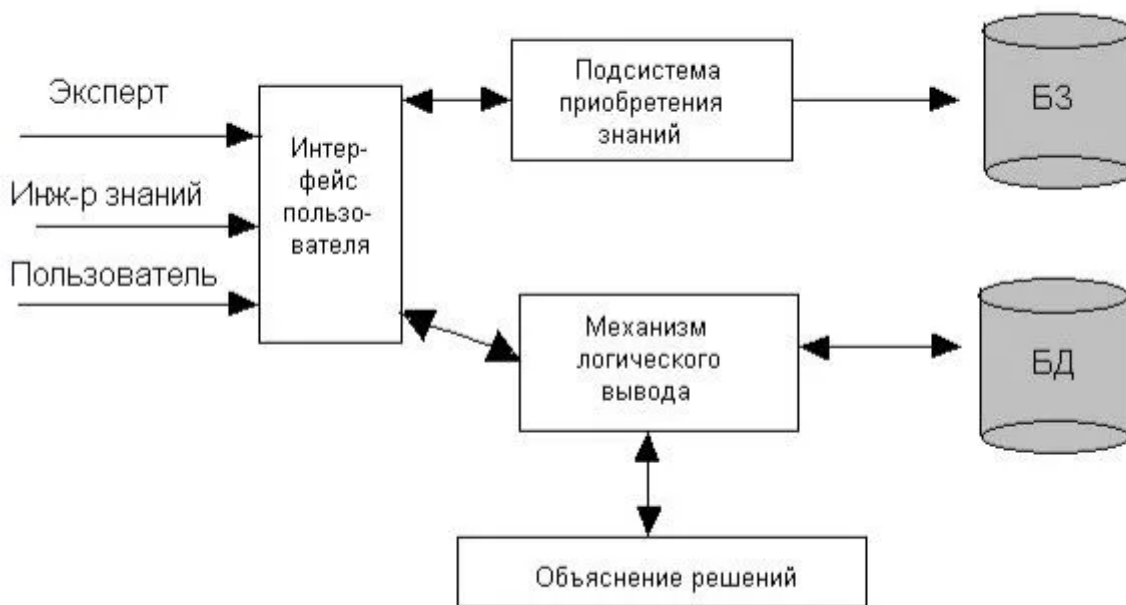 Эксперт
Инж-р знаний
Пользователь
Интер-
фейс
пользо-
вателя
Подсистема
приобретения
знаний
БЗ
Механизм
логического
вывода
БД
Объяснение решений